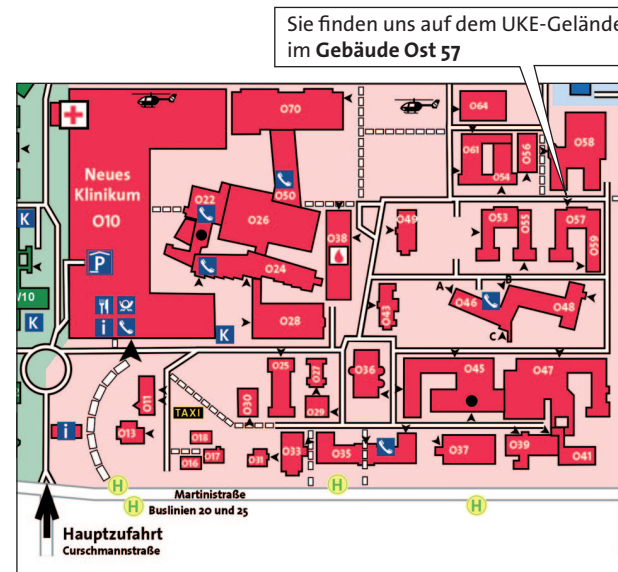 Sie finden uns auf dem UKE-Gelände
im Gebäude Ost 57
O70
O64
O61
O56
O54
O58
Neues
Klinikum
O10
O22
O50
O26
O38
O49
O53
O55
O57
O59
O24
K
P
A
O46
B
O48
C
W10
O28
O43
i
K
K
O25
O27
O36
O45
O47
O11
TAXI
O30
O29
i
O13
O18
O16
O17
O31
O33
O35
O37
O39
O41
H
H
H
H
Martinistraße
Buslinien 20 und 25
Hauptzufahrt
Curschmannstraße